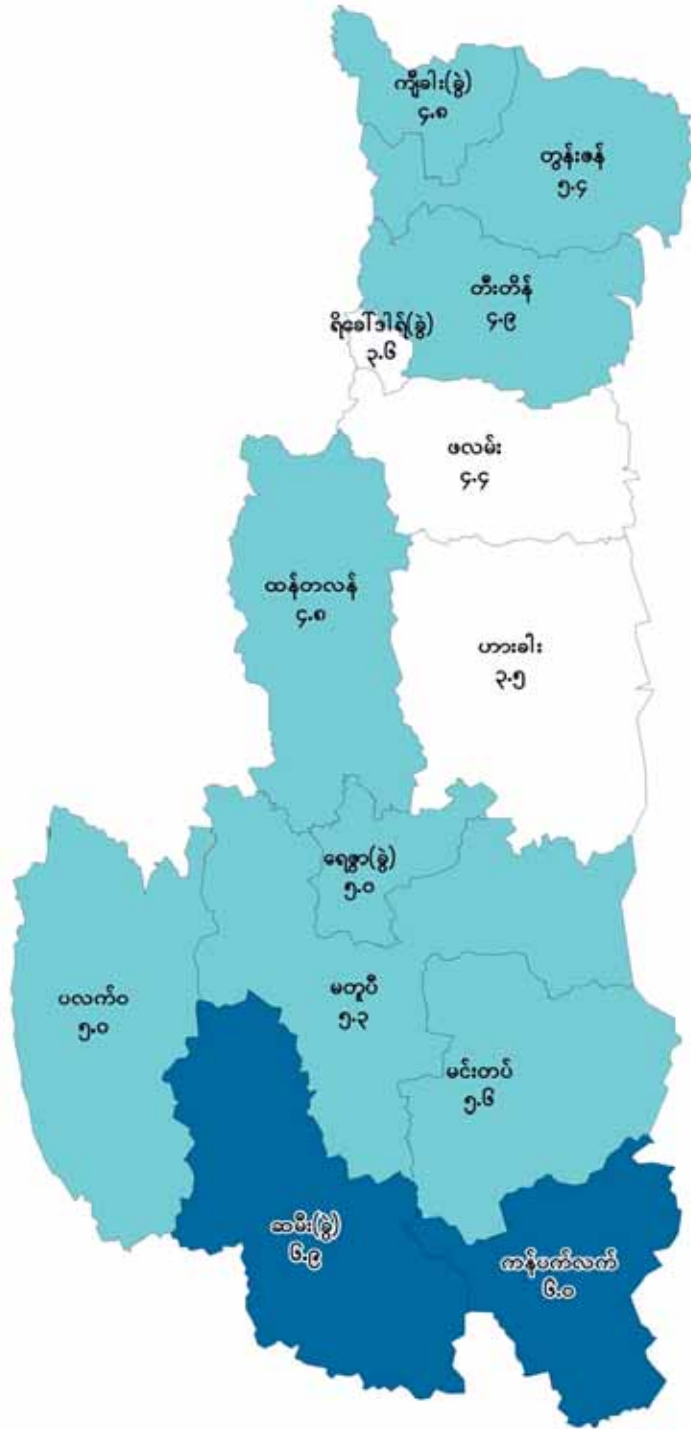 ကျီခါး(ခွဲ)
၄.၈
တွန်းဇန်
၅.၄
တီးတိန်
၄.၉
ရိခေါ်ဒါရ်(ခွဲ)
၃.၆
ဖလမ်း
၄.၄
ထန်တလန်
၄.၈
ဟားခါး
၃.၅
ရေဇွာ(ခွဲ)
၅.၀
ပလက်ဝ
၅.၀
မတူပီ
၅.၃
မင်းတပ်
၅.၆
ဆမီး(ခွဲ)
၆.၉
ကန်ပက်လက်
၆.၀